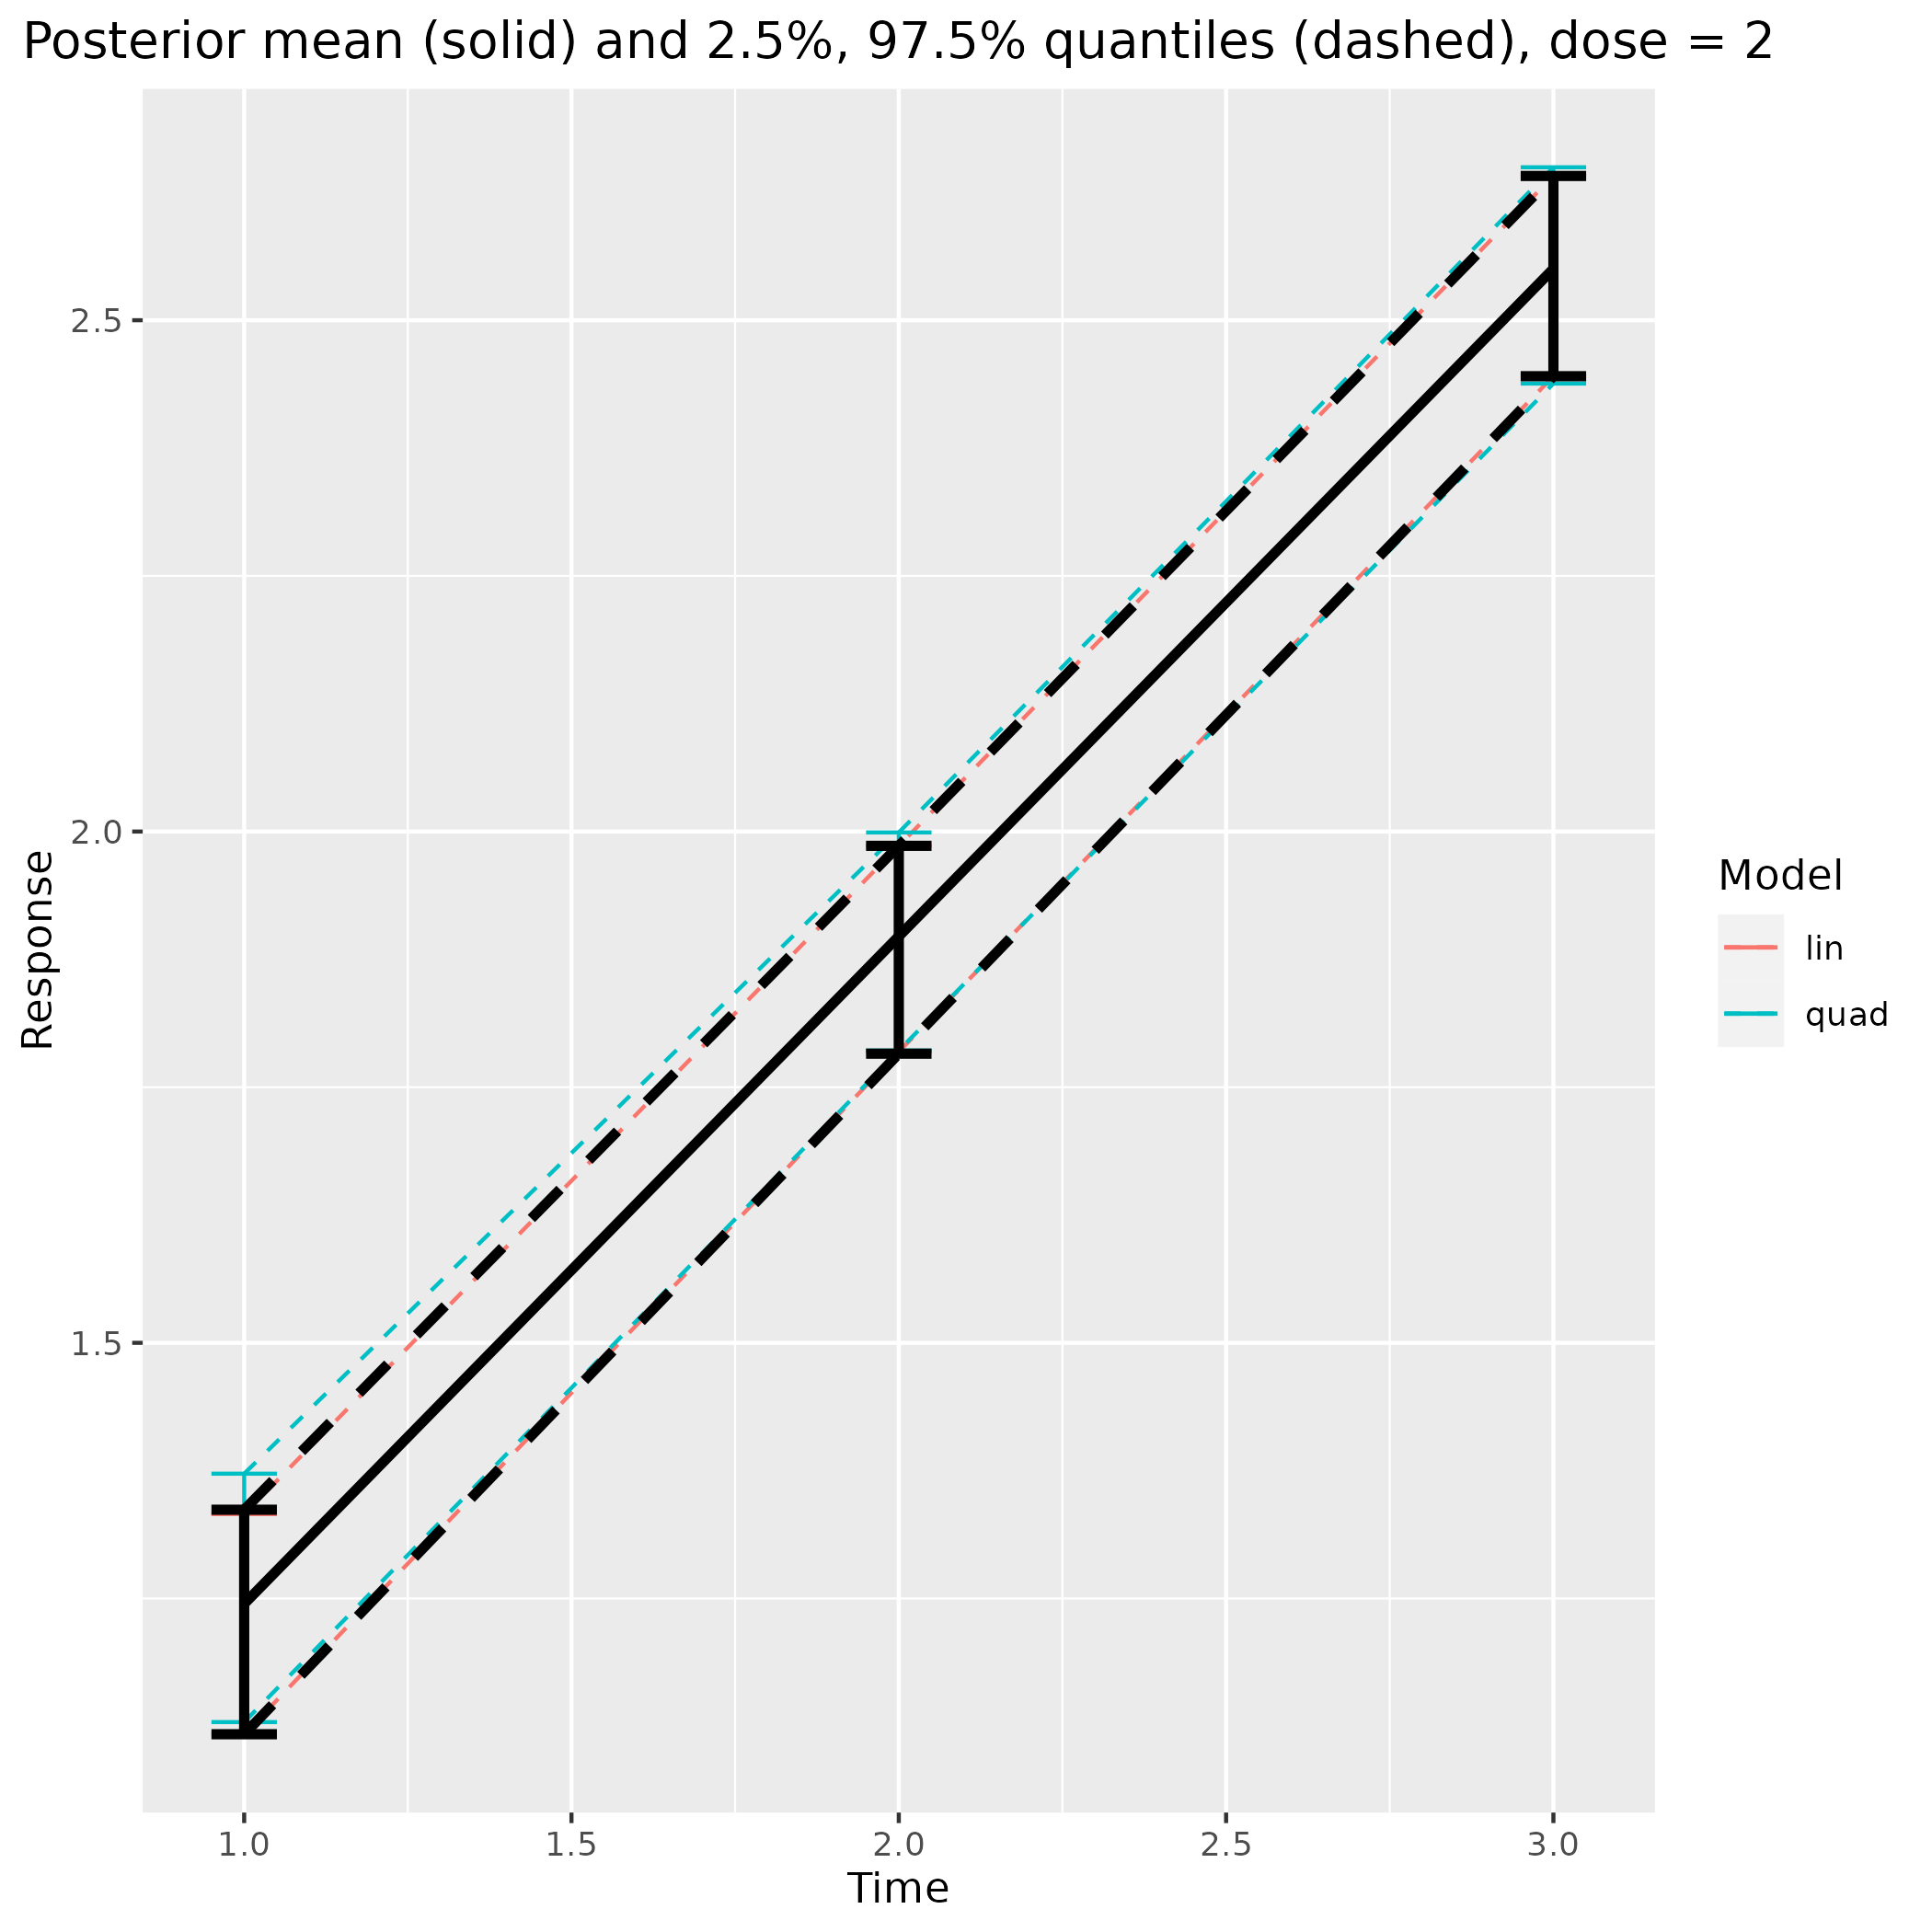 Posterior mean (solid) and 2.5%, 97.5% quantiles (dashed), dose = 2
Response
2.5
2.0
1.5
1.0 1.5 2.0 2.5 3.0
Time
Model
lin
quad